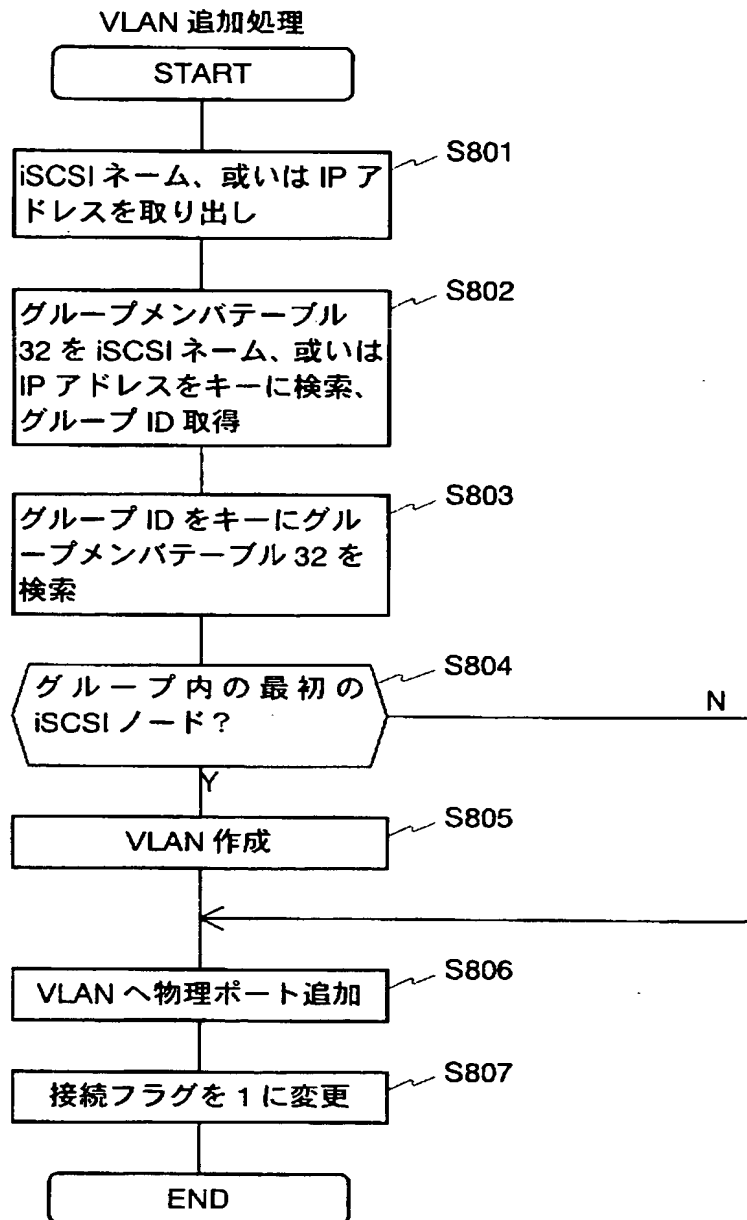 VLAN 追加処理
START
iSCSI ネーム、或いは IP ア
ドレスを取り出し
S801
グループメンバテーブル
32 を iSCSI ネーム、或いは
IP アドレスをキーに検索、
グループ ID 取得
S802
グループ ID をキーにグル
ープメンバテーブル 32 を
検索
S803
グループ内の最初の
iSCSI ノード？
S804
N
Y
VLAN 作成
S805
VLAN へ物理ポート追加
S806
接続フラグを 1 に変更
S807
END